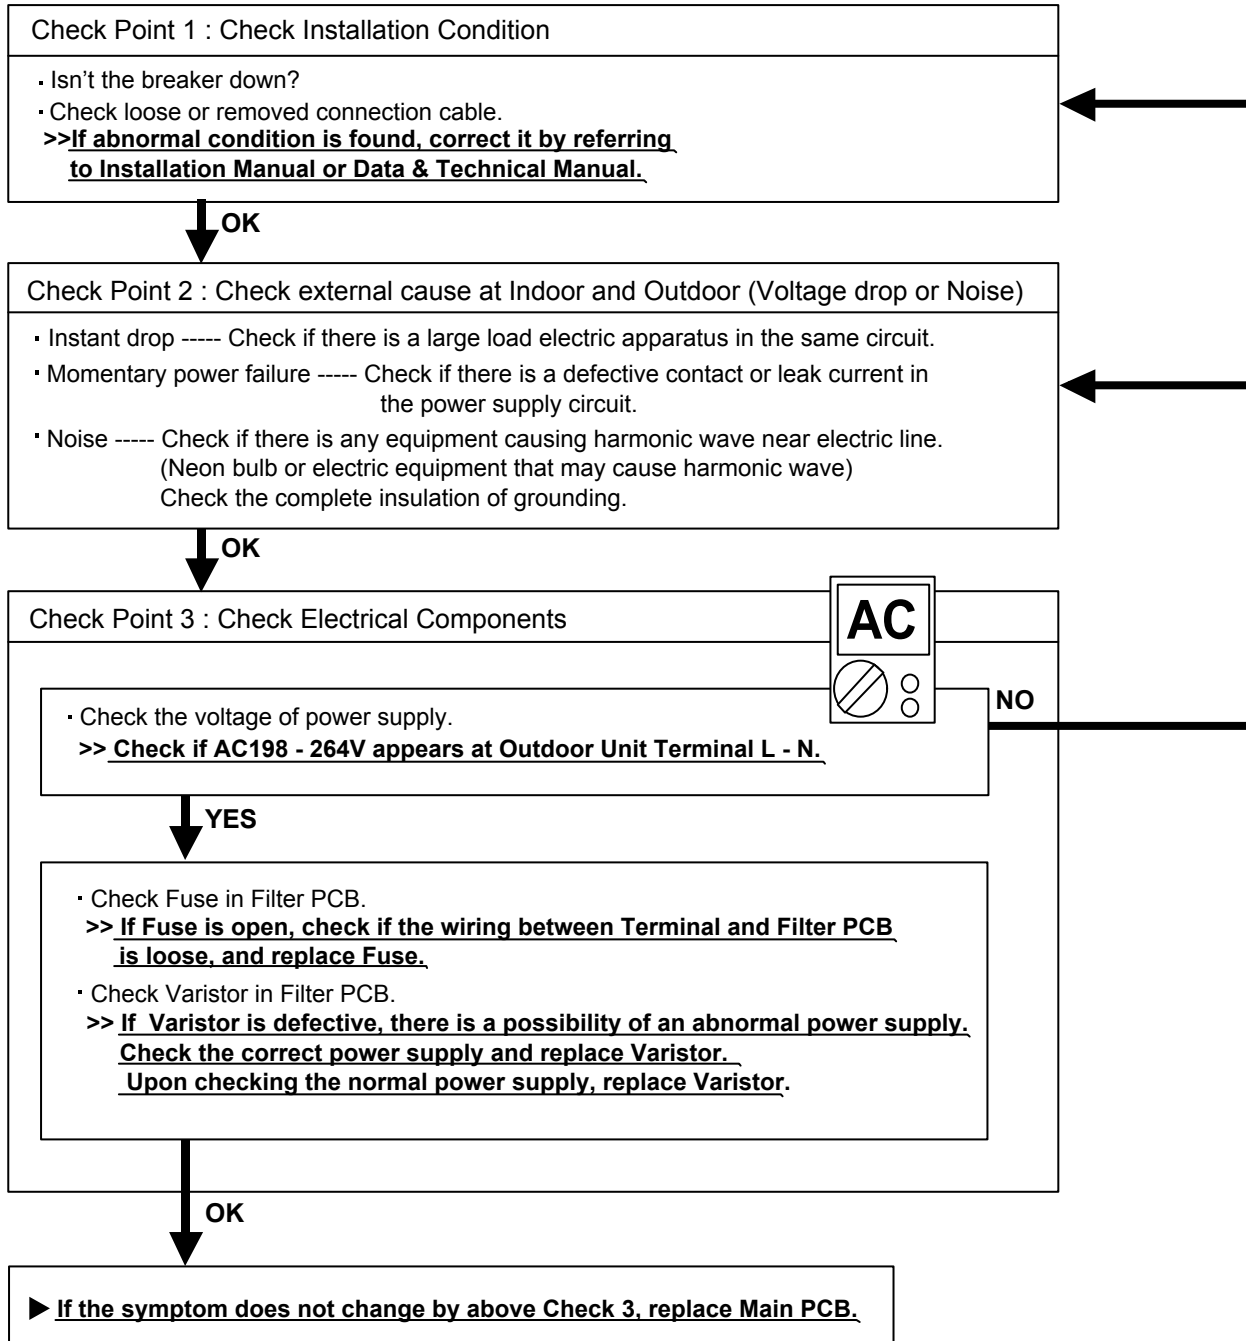 Check Point 1 : Check Installation Condition
· Isn’t the breaker down?
· Check loose or removed connection cable.
>>If abnormal condition is found, correct it by referring
to Installation Manual or Data & Technical Manual.
OK
Check Point 2 : Check external cause at Indoor and Outdoor (Voltage drop or Noise)
· Instant drop ----- Check if there is a large load electric apparatus in the same circuit.
· Momentary power failure ----- Check if there is a defective contact or leak current in
the power supply circuit.
· Noise ----- Check if there is any equipment causing harmonic wave near electric line.
(Neon bulb or electric equipment that may cause harmonic wave)
Check the complete insulation of grounding.
OK
Check Point 3 : Check Electrical Components
AC
NO
· Check the voltage of power supply.
>> Check if AC198 - 264V appears at Outdoor Unit Terminal L - N.
YES
· Check Fuse in Filter PCB.
>> If Fuse is open, check if the wiring between Terminal and Filter PCB
is loose, and replace Fuse.
· Check Varistor in Filter PCB.
>> If Varistor is defective, there is a possibility of an abnormal power supply.
Check the correct power supply and replace Varistor.
Upon checking the normal power supply, replace Varistor.
OK
▶ If the symptom does not change by above Check 3, replace Main PCB.